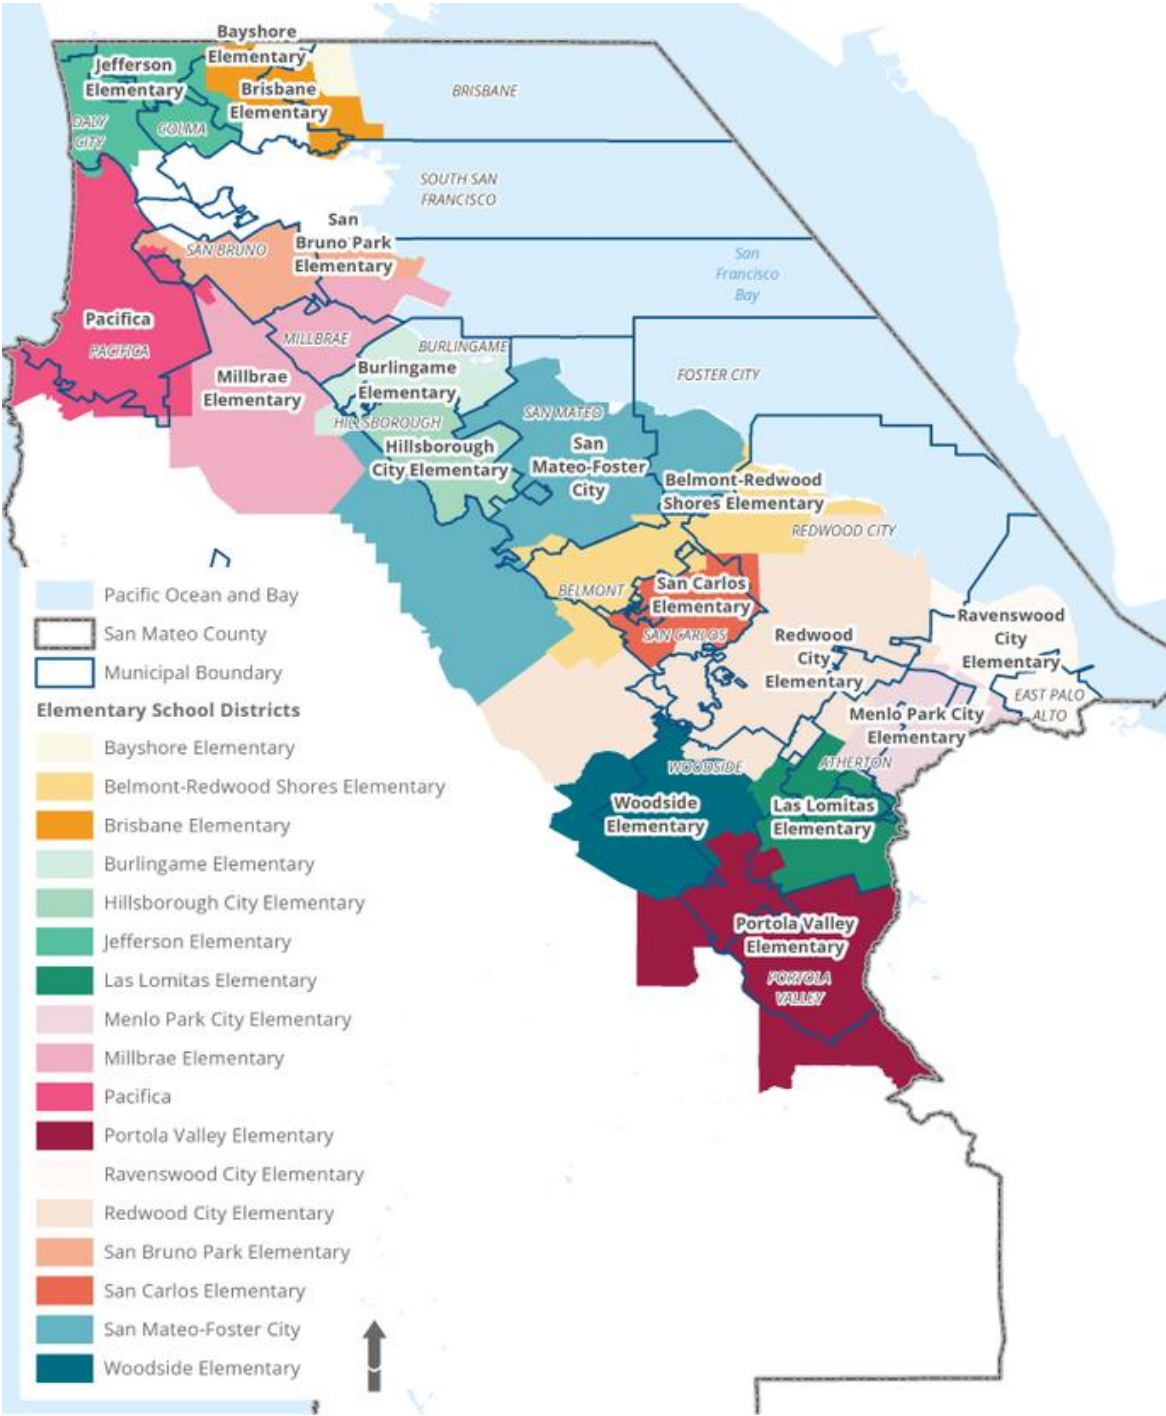 Bayshore
Elementary
Jefferson
Elementary
Brisbane
Elementary
BRISBANE
DALY
CITY
COLMA
SOUTH SAN
FRANCISCO
San
Bruno Park
Elementary
SAN BRUNO
San
Francisco
Bay
Pacifica
PACIFICA
MILLBRAE
BURLINGAME
Millbrae
Elementary
Burlingame
Elementary
FOSTER CITY
HILLSBOROUGH
SAN MATEO
Hillsborough
City Elementary
San
Mateo-Foster
City
Belmont-Redwood
Shores Elementary
REDWOOD CITY
BELMONT
San Carlos
Elementary
SAN CARLOS
Redwood
City
Elementary
Ravenswood
City
Elementary
EAST PALO
ALTO
Menlo Park City
Elementary
WOODSIDE
ATHERTON
Woodside
Elementary
Las Lomitas
Elementary
Portola Valley
Elementary
PORTOLA
VALLEY
Pacific Ocean and Bay
San Mateo County
Municipal Boundary
Elementary School Districts
Bayshore Elementary
Belmont-Redwood Shores Elementary
Brisbane Elementary
Burlingame Elementary
Hillsborough City Elementary
Jefferson Elementary
Las Lomitas Elementary
Menlo Park City Elementary
Millbrae Elementary
Pacifica
Portola Valley Elementary
Ravenswood City Elementary
Redwood City Elementary
San Bruno Park Elementary
San Carlos Elementary
San Mateo-Foster City
Woodside Elementary